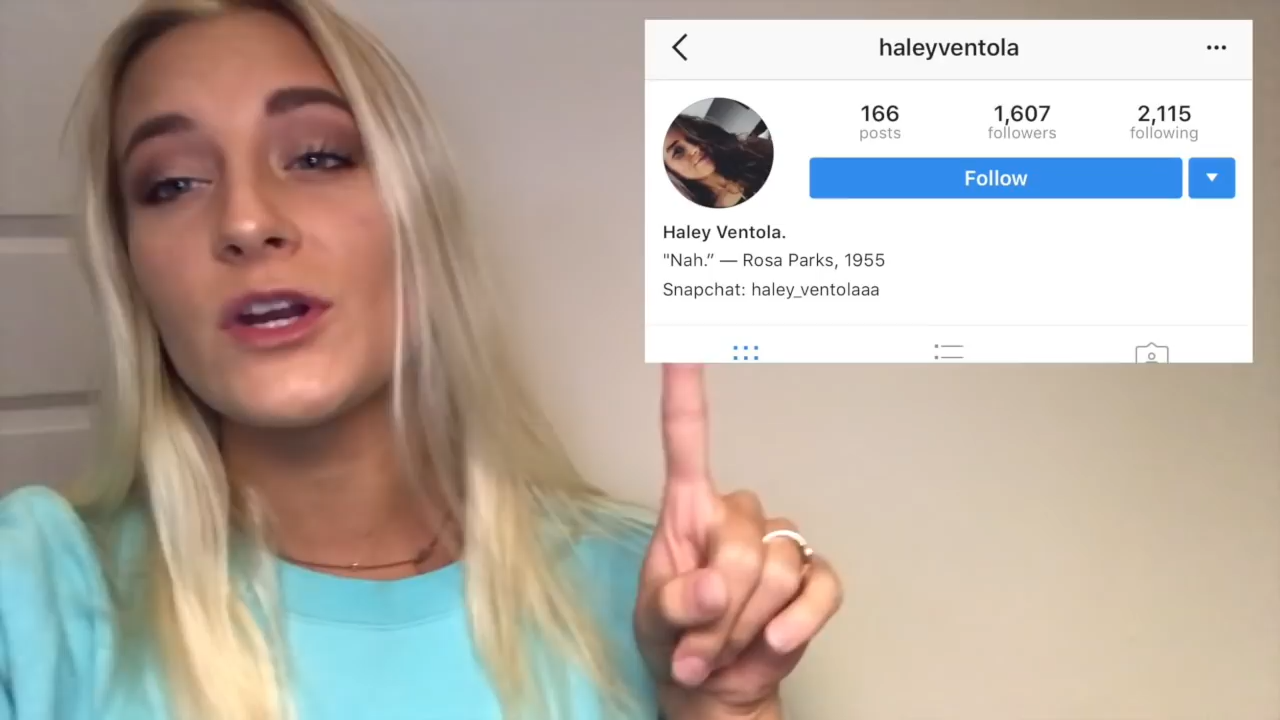 haleyventola
166 1,607 2,115
posts followers following
Follow
Haley Ventola.
"Nah.” — Rosa Parks, 1955
Snapchat: haley_ventolaaa